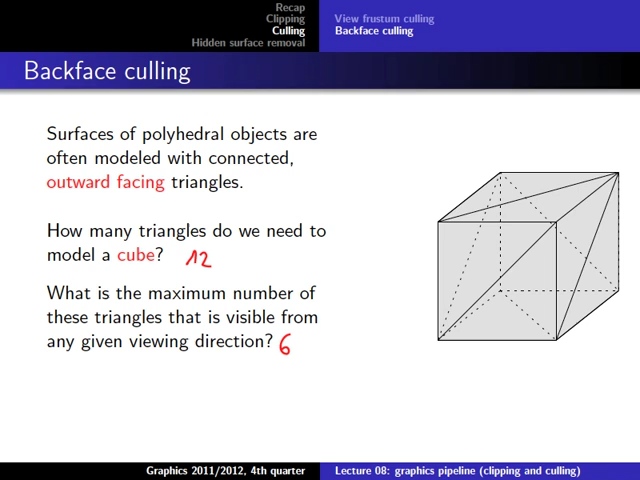 Recap
Clipping
Culling
Hidden surface removal
View frustum culling
Backface culling
Backface culling
Surfaces of polyhedral objects are
often modeled with connected,
outward facing triangles.
How many triangles do we need to
model a cube? 12
What is the maximum number of
these triangles that is visible from
any given viewing direction? 6
Graphics 2011/2012, 4th quarter
Lecture 08: graphics pipeline (clipping and culling)